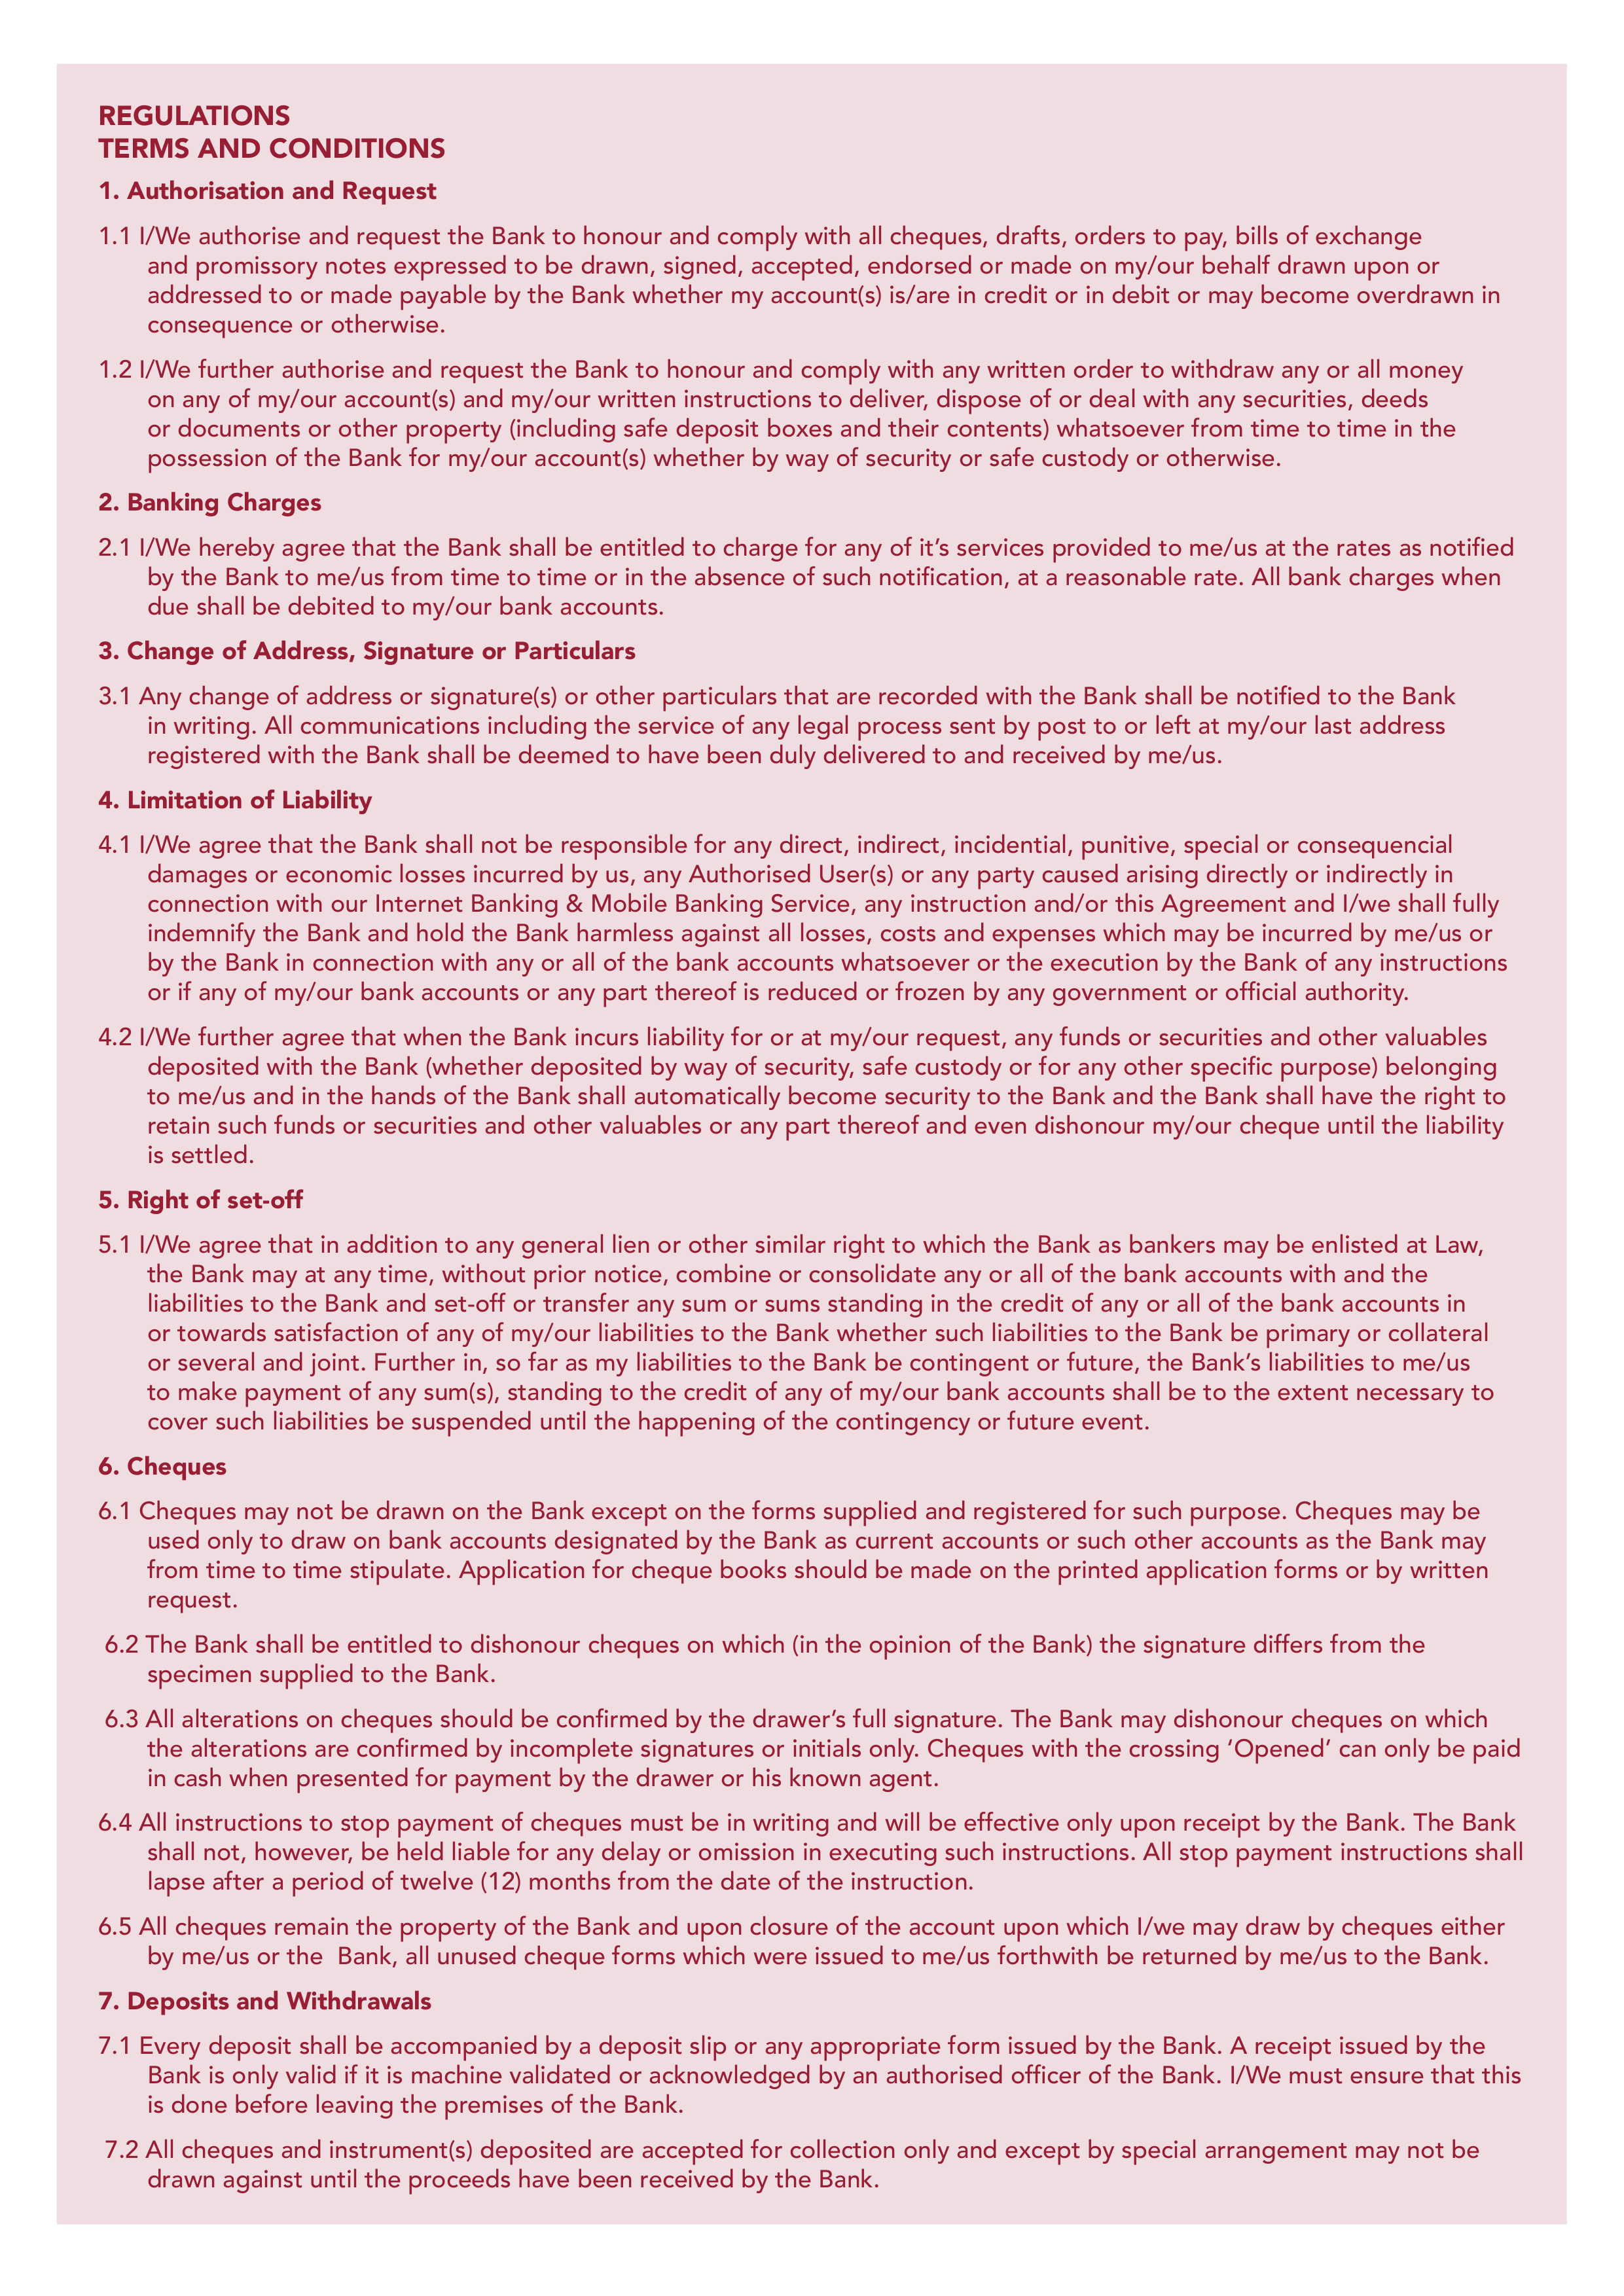 REGULATIONS
TERMS AND CONDITIONS
1. Authorisation and Request
1.1 I/We authorise and request the Bank to honour and comply with all cheques, drafts, orders to pay, bills of exchange
and promissory notes expressed to be drawn, signed, accepted, endorsed or made on my/our behalf drawn upon or
addressed to or made payable by the Bank whether my account(s) is/are in credit or in debit or may become overdrawn in
consequence or otherwise.
1.2 I/We further authorise and request the Bank to honour and comply with any written order to withdraw any or all money
on any of my/our account(s) and my/our written instructions to deliver, dispose of or deal with any securities, deeds
or documents or other property (including safe deposit boxes and their contents) whatsoever from time to time in the
possession of the Bank for my/our account(s) whether by way of security or safe custody or otherwise.
2. Banking Charges
2.1 I/We hereby agree that the Bank shall be entitled to charge for any of it’s services provided to me/us at the rates as notified
by the Bank to me/us from time to time or in the absence of such notification, at a reasonable rate. All bank charges when
due shall be debited to my/our bank accounts.
3. Change of Address, Signature or Particulars
3.1 Any change of address or signature(s) or other particulars that are recorded with the Bank shall be notified to the Bank
in writing. All communications including the service of any legal process sent by post to or left at my/our last address
registered with the Bank shall be deemed to have been duly delivered to and received by me/us.
4. Limitation of Liability
4.1 I/We agree that the Bank shall not be responsible for any direct, indirect, incidential, punitive, special or consequencial
damages or economic losses incurred by us, any Authorised User(s) or any party caused arising directly or indirectly in
connection with our Internet Banking & Mobile Banking Service, any instruction and/or this Agreement and I/we shall fully
indemnify the Bank and hold the Bank harmless against all losses, costs and expenses which may be incurred by me/us or
by the Bank in connection with any or all of the bank accounts whatsoever or the execution by the Bank of any instructions
or if any of my/our bank accounts or any part thereof is reduced or frozen by any government or official authority.
4.2 I/We further agree that when the Bank incurs liability for or at my/our request, any funds or securities and other valuables
deposited with the Bank (whether deposited by way of security, safe custody or for any other specific purpose) belonging
to me/us and in the hands of the Bank shall automatically become security to the Bank and the Bank shall have the right to
retain such funds or securities and other valuables or any part thereof and even dishonour my/our cheque until the liability
is settled.
5. Right of set-off
5.1 I/We agree that in addition to any general lien or other similar right to which the Bank as bankers may be enlisted at Law,
the Bank may at any time, without prior notice, combine or consolidate any or all of the bank accounts with and the
liabilities to the Bank and set-off or transfer any sum or sums standing in the credit of any or all of the bank accounts in
or towards satisfaction of any of my/our liabilities to the Bank whether such liabilities to the Bank be primary or collateral
or several and joint. Further in, so far as my liabilities to the Bank be contingent or future, the Bank’s liabilities to me/us
to make payment of any sum(s), standing to the credit of any of my/our bank accounts shall be to the extent necessary to
cover such liabilities be suspended until the happening of the contingency or future event.
6. Cheques
6.1 Cheques may not be drawn on the Bank except on the forms supplied and registered for such purpose. Cheques may be
used only to draw on bank accounts designated by the Bank as current accounts or such other accounts as the Bank may
from time to time stipulate. Application for cheque books should be made on the printed application forms or by written
request.
6.2 The Bank shall be entitled to dishonour cheques on which (in the opinion of the Bank) the signature differs from the
specimen supplied to the Bank.
6.3 All alterations on cheques should be confirmed by the drawer’s full signature. The Bank may dishonour cheques on which
the alterations are confirmed by incomplete signatures or initials only. Cheques with the crossing ‘Opened’ can only be paid
in cash when presented for payment by the drawer or his known agent.
6.4 All instructions to stop payment of cheques must be in writing and will be effective only upon receipt by the Bank. The Bank
shall not, however, be held liable for any delay or omission in executing such instructions. All stop payment instructions shall
lapse after a period of twelve (12) months from the date of the instruction.
6.5 All cheques remain the property of the Bank and upon closure of the account upon which I/we may draw by cheques either
by me/us or the Bank, all unused cheque forms which were issued to me/us forthwith be returned by me/us to the Bank.
7. Deposits and Withdrawals
7.1 Every deposit shall be accompanied by a deposit slip or any appropriate form issued by the Bank. A receipt issued by the
Bank is only valid if it is machine validated or acknowledged by an authorised officer of the Bank. I/We must ensure that this
is done before leaving the premises of the Bank.
7.2 All cheques and instrument(s) deposited are accepted for collection only and except by special arrangement may not be
drawn against until the proceeds have been received by the Bank.